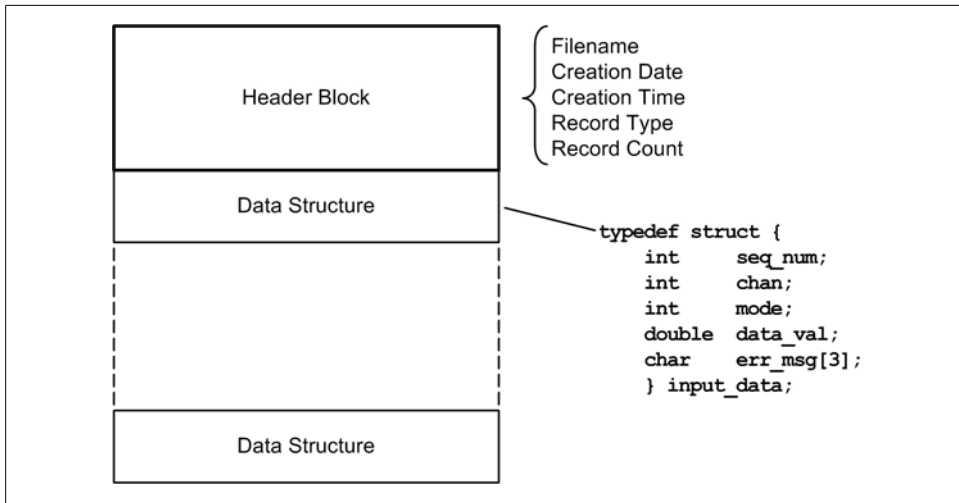 Header Block
Filename
Creation Date
Creation Time
Record Type
Record Count
Data Structure
typedef struct {
int seq_num;
int chan;
int mode;
double data_val;
char err_msg[3];
} input_data;
Data Structure